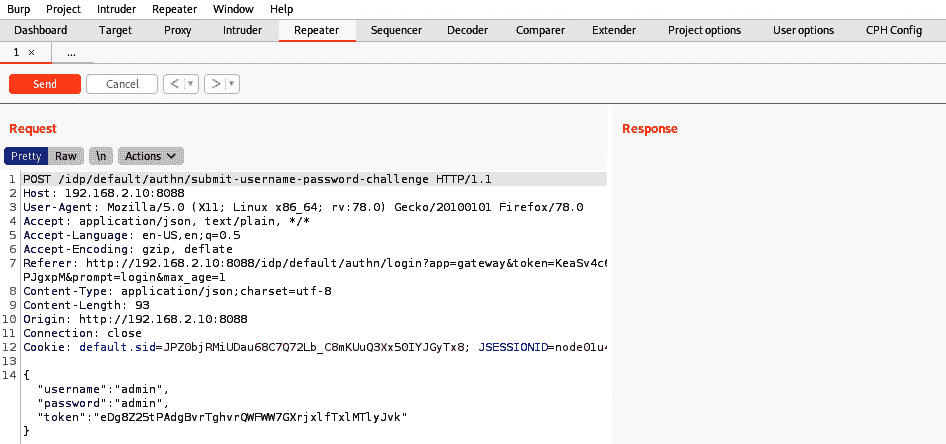 Burp Project Intruder Repeater Window Help
Dashboard Target Proxy Intruder Repeater Sequencer Decoder Comparer Extender Project options User options CPH Config
1 × ...
Send Cancel < > 
Request Response
Pretty Raw \n Actions
1 POST /idp/default/authn/submit-username-password-challenge HTTP/1.1
2 Host: 192.168.2.10:8088
3 User-Agent: Mozilla/5.0 (X11; Linux x86_64; rv:78.0) Gecko/20100101 Firefox/78.0
4 Accept: application/json, text/plain, */*
5 Accept-Language: en-US,en;q=0.5
6 Accept-Encoding: gzip, deflate
7 Referer: http://192.168.2.10:8088/idp/default/authn/login?app=gateway&token=KeaSv4c6
PJgxpM&prompt=login&max_age=1
8 Content-Type: application/json;charset=utf-8
9 Content-Length: 93
10 Origin: http://192.168.2.10:8088
11 Connection: close
12 Cookie: default.sid=JPZ0bjRMiUDau68C7Q72Lb_C8mKUuQ3Xx50IYJGyTx8; JSESSIONID=node01u4
13
14 {
"username":"admin",
"password":"admin",
"token":"eDg8Z25tPAdgBvrTghvrQWFWW7GXrjxlfTxlMTlyJvk"
}